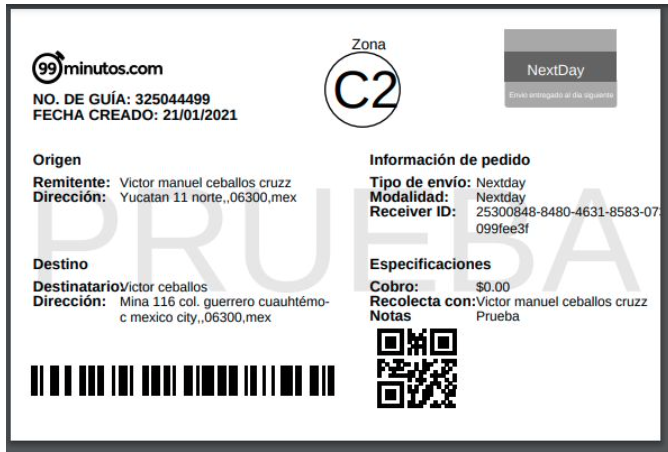 Zona
99minutos.com
C2
NextDay
Envio entregado al día siguiente
NO. DE GUÍA: 325044499
FECHA CREADO: 21/01/2021
Origen
Remitente: Victor manuel ceballos cruzz
Dirección: Yucatan 11 norte,,06300,mex
Información de pedido
Tipo de envío: Nextday
Modalidad: Nextday
Receiver ID: 25300848-8480-4631-8583-07
099fee3f
PRUEBA
Destino
Destinatario: Victor ceballos
Dirección: Mina 116 col. guerrero cuauhtémo-
c mexico city,,06300,mex
Especificaciones
Cobro: $0.00
Recolecta con: Victor manuel ceballos cruzz
Notas Prueba